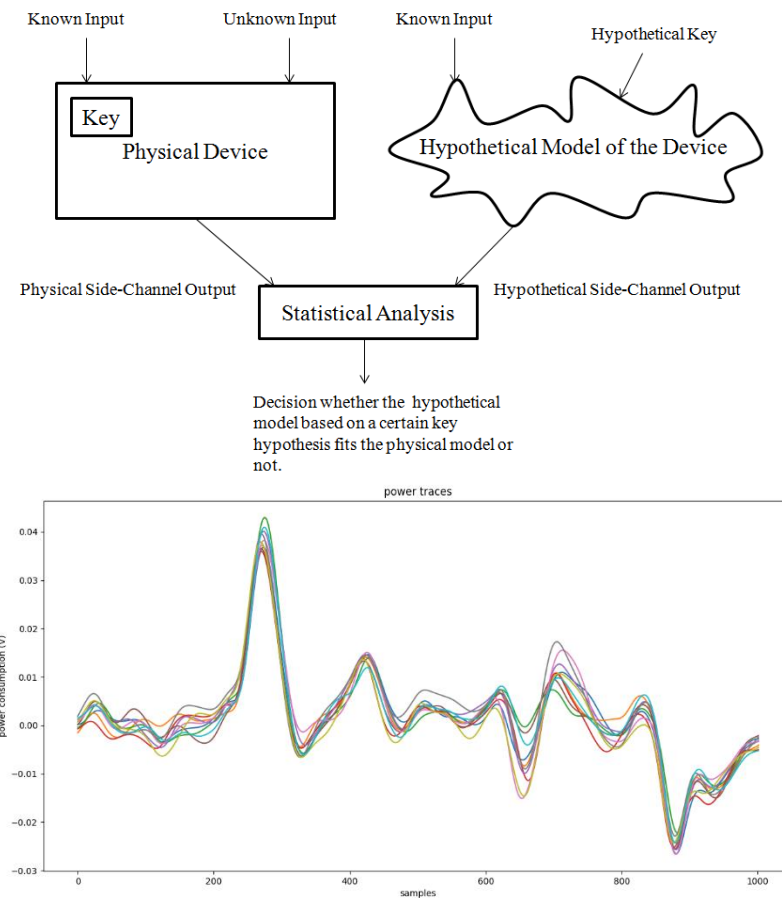 Known Input
Unknown Input
Known Input
Hypothetical Key
Key
Physical Device
Hypothetical Model of the Device
Physical Side-Channel Output
Hypothetical Side-Channel Output
Statistical Analysis
Decision whether the hypothetical
model based on a certain key
hypothesis fits the physical model or
not.
power traces
power consumption (V)
0.04
0.03
0.02
0.01
0.00
−0.01
−0.02
−0.03
0
200
400
600
800
1000
samples